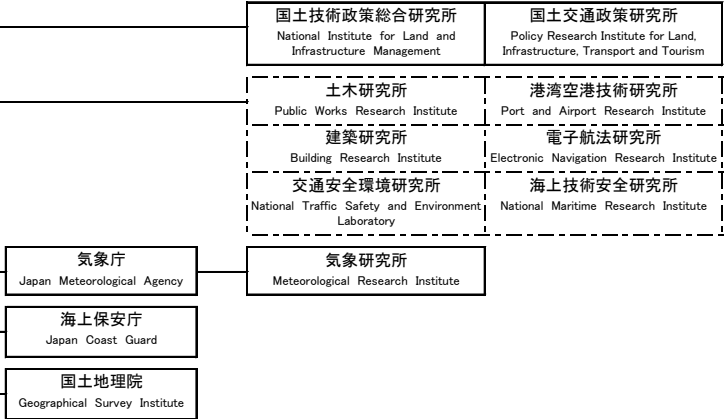 国土技術政策総合研究所
National Institute for Land and
Infrastructure Management
国土交通政策研究所
Policy Research Institute for Land,
Infrastructure, Transport and Tourism
土木研究所
Public Works Research Institute
港湾空港技術研究所
Port and Airport Research Institute
建築研究所
Building Research Institute
電子航法研究所
Electronic Navigation Research Institute
交通安全環境研究所
National Traffic Safety and Environment
Laboratory
海上技術安全研究所
National Maritime Research Institute
気象庁
Japan Meteorological Agency
気象研究所
Meteorological Research Institute
海上保安庁
Japan Coast Guard
国土地理院
Geographical Survey Institute